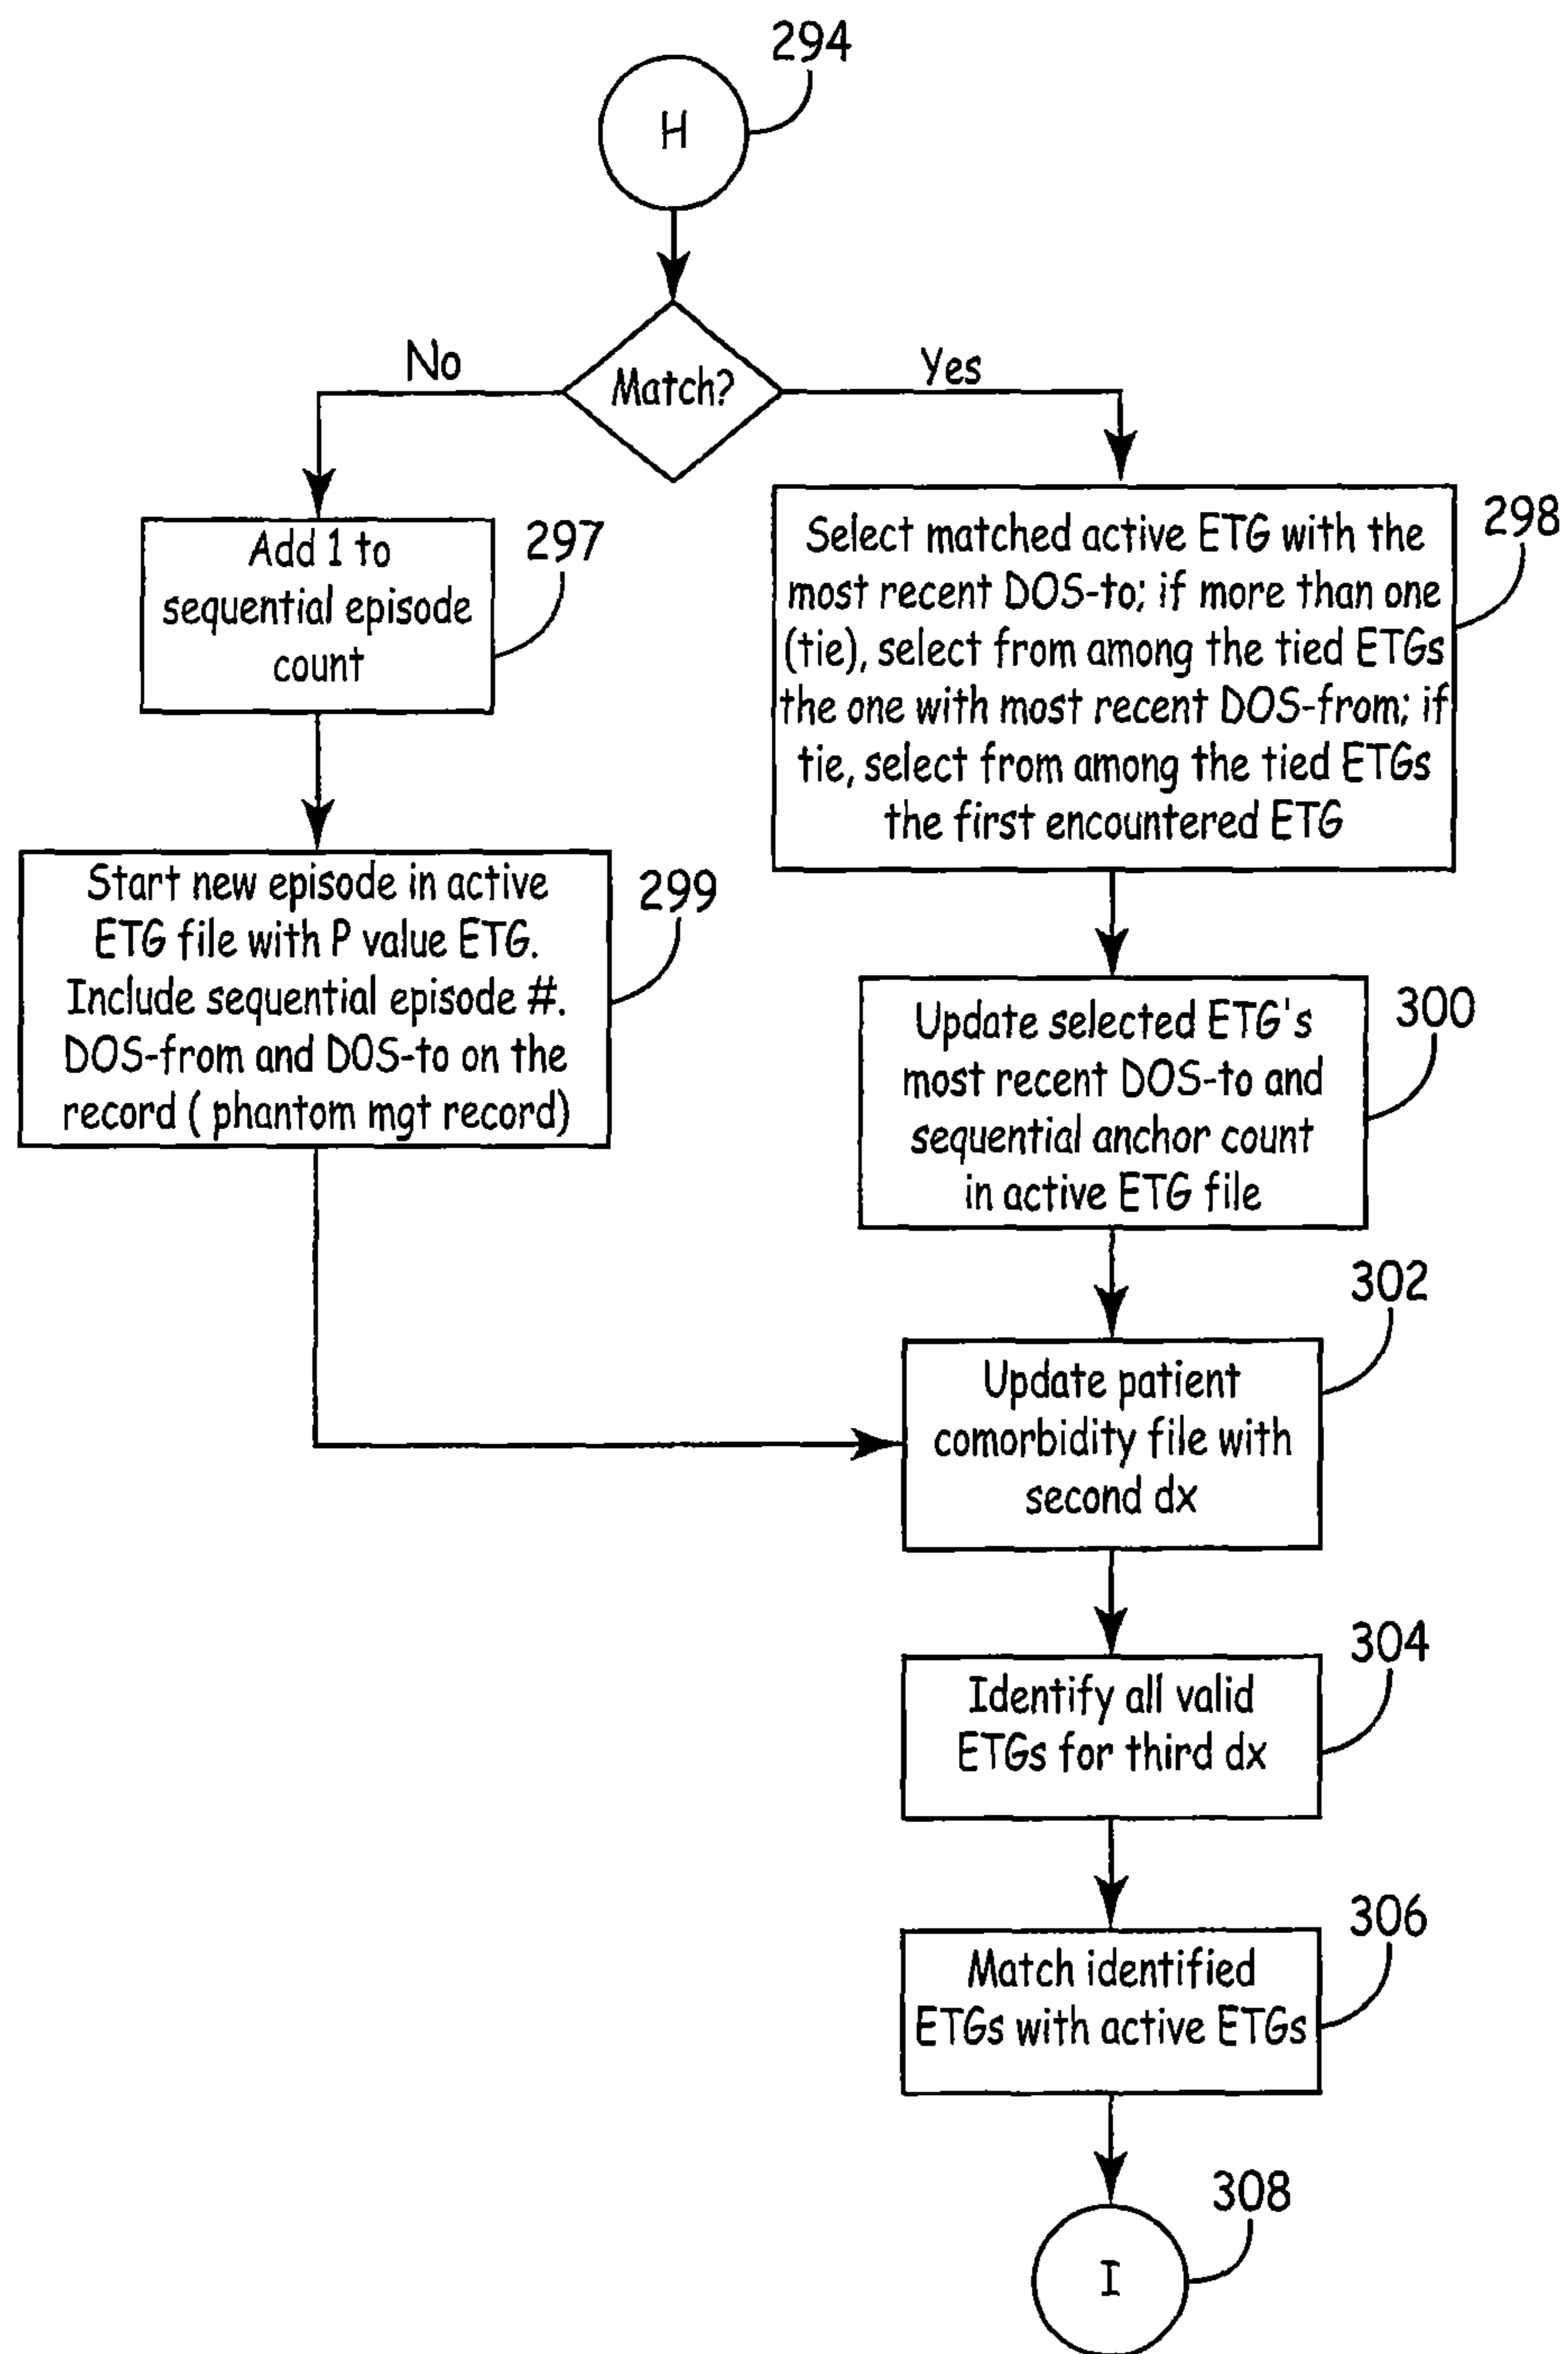 294
H
No
Yes
Match?
Add 1 to
sequential episode
count
297
Select matched active ETG with the
most recent DOS-to; if more than one
(tie), select from among the tied ETGs
the one with most recent DOS-from; if
tie, select from among the tied ETGs
the first encountered ETG
298
Start new episode in active
ETG file with P value ETG.
Include sequential episode #.
DOS-from and DOS-to on the
record ( phantom mgt record)
299
Update selected ETG's
most recent DOS-to and
sequential anchor count
in active ETG file
300
Update patient
comorbidity file with
second dx
302
Identify all valid
ETGs for third dx
304
Match identified
ETGs with active ETGs
306
I
308